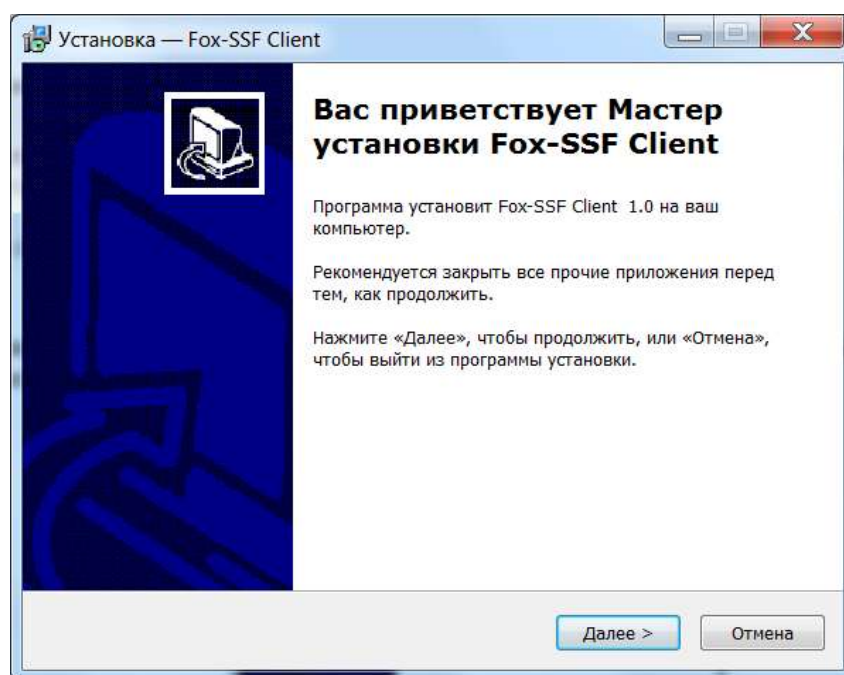 Установка — Fox-SSF Client
Вас приветствует Мастер
установки Fox-SSF Client
Программа установит Fox-SSF Client 1.0 на ваш
компьютер.
Рекомендуется закрыть все прочие приложения перед
тем, как продолжить.
Нажмите «Далее», чтобы продолжить, или «Отмена»,
чтобы выйти из программы установки.
Далее >
Отмена